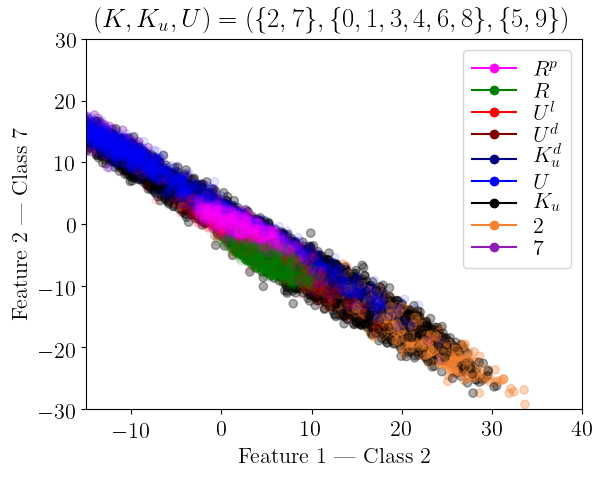 (K, K_u, U) = ({2, 7}, {0, 1, 3, 4, 6, 8}, {5, 9})
30
20
10
0
−10
−20
−30
Feature 2 — Class 7
−10
0
10
20
30
40
Feature 1 — Class 2
R^p
R
U^l
U^d
K_u^d
U
K_u
2
7